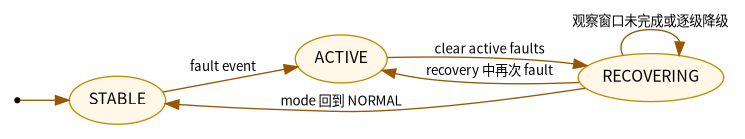 观察窗口未完成或逐级降级
fault event
ACTIVE
clear active faults
recovery 中再次 fault
RECOVERING
STABLE
mode 回到 NORMAL